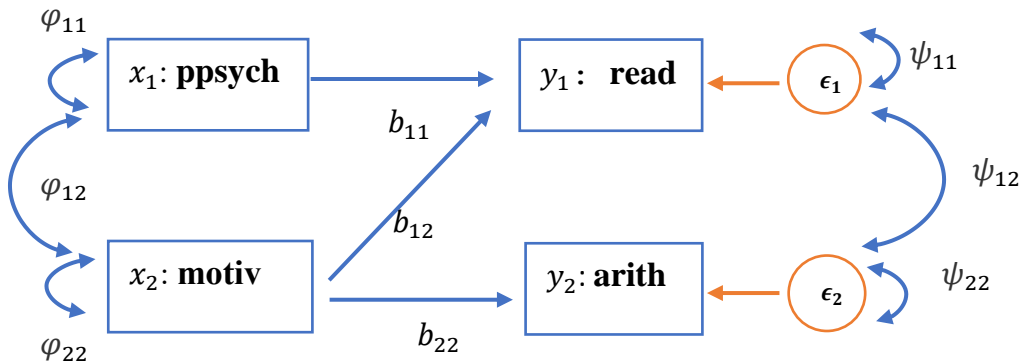 φ₁₁
x₁: ppsych
y₁: read
ϵ₁
ψ₁₁
b₁₁
φ₁₂
ψ₁₂
b₁₂
x₂: motiv
y₂: arith
ϵ₂
ψ₂₂
b₂₂
φ₂₂